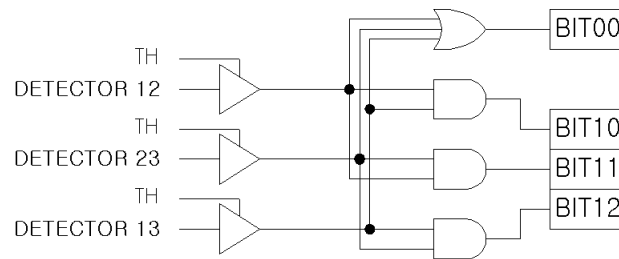 BIT00
TH
DETECTOR 12
TH
BIT10
DETECTOR 23
BIT11
TH
BIT12
DETECTOR 13